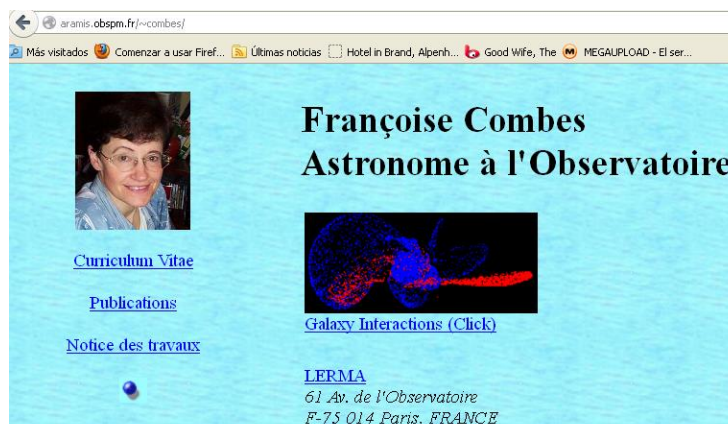 aramis.obspm.fr/~combes/
Más visitados Comenzar a usar Firef... Últimas noticias Hotel in Brand, Alpenh... Good Wife, The MEGAUPLOAD - El ser...
Françoise Combes
Astronome à l'Observatoire
Curriculum Vitae
Publications
Notice des travaux
Galaxy Interactions (Click)
LERMA
61 Av. de l'Observatoire
F-75 014 Paris, FRANCE